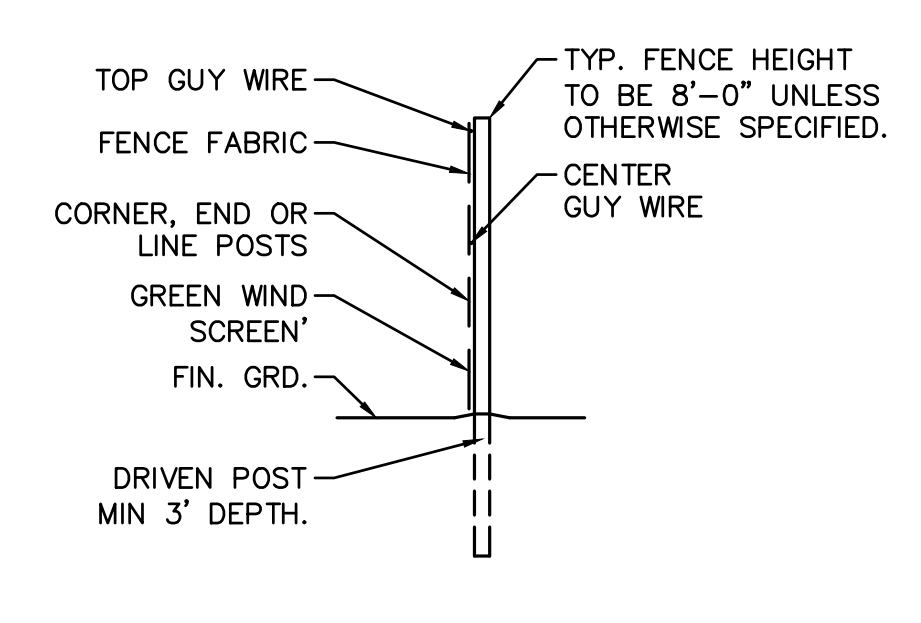 TOP GUY WIRE
FENCE FABRIC
CORNER, END OR
LINE POSTS
GREEN WIND
SCREEN'
FIN. GRD.
DRIVEN POST
MIN 3' DEPTH.
TYP. FENCE HEIGHT
TO BE 8'-0" UNLESS
OTHERWISE SPECIFIED.
CENTER
GUY WIRE